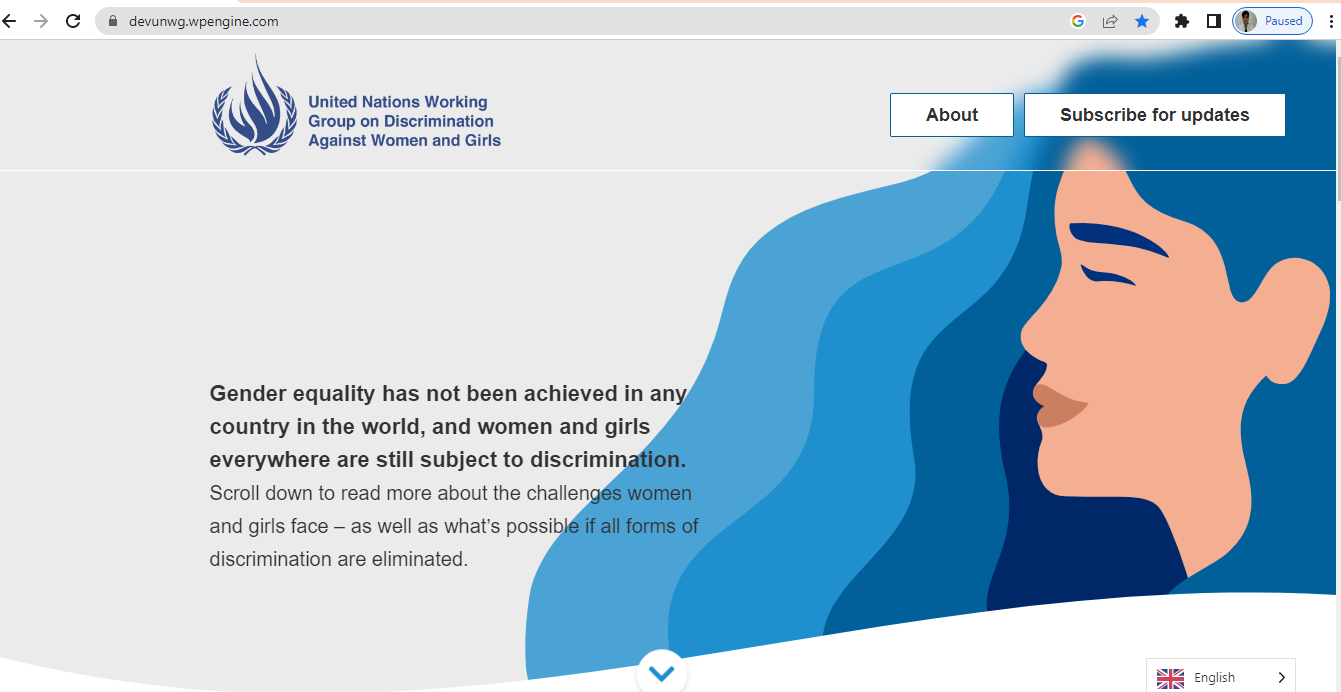 devunwg.wpengine.com
Paused
United Nations Working
Group on Discrimination
Against Women and Girls
About
Subscribe for updates
Gender equality has not been achieved in any
country in the world, and women and girls
everywhere are still subject to discrimination.
Scroll down to read more about the challenges women
and girls face – as well as what’s possible if all forms of
discrimination are eliminated.
English